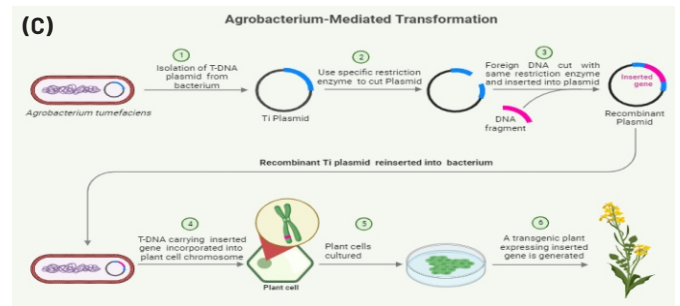 (C)
Agrobacterium-Mediated Transformation
1
Isolation of T-DNA
plasmid from
bacterium
2
Use specific restriction
enzyme to cut Plasmid
3
Foreign DNA cut with
same restriction enzyme
and inserted into plasmid
Inserted
gene
Agrobacterium tumefaciens
Ti Plasmid
DNA
fragment
Recombinant
Plasmid
Recombinant Ti plasmid reinserted into bacterium
4
T-DNA carrying inserted
gene incorporated into
plant cell chromosome
Plant cell
5
Plant cells
cultured
6
A transgenic plant
expressing inserted
gene is generated